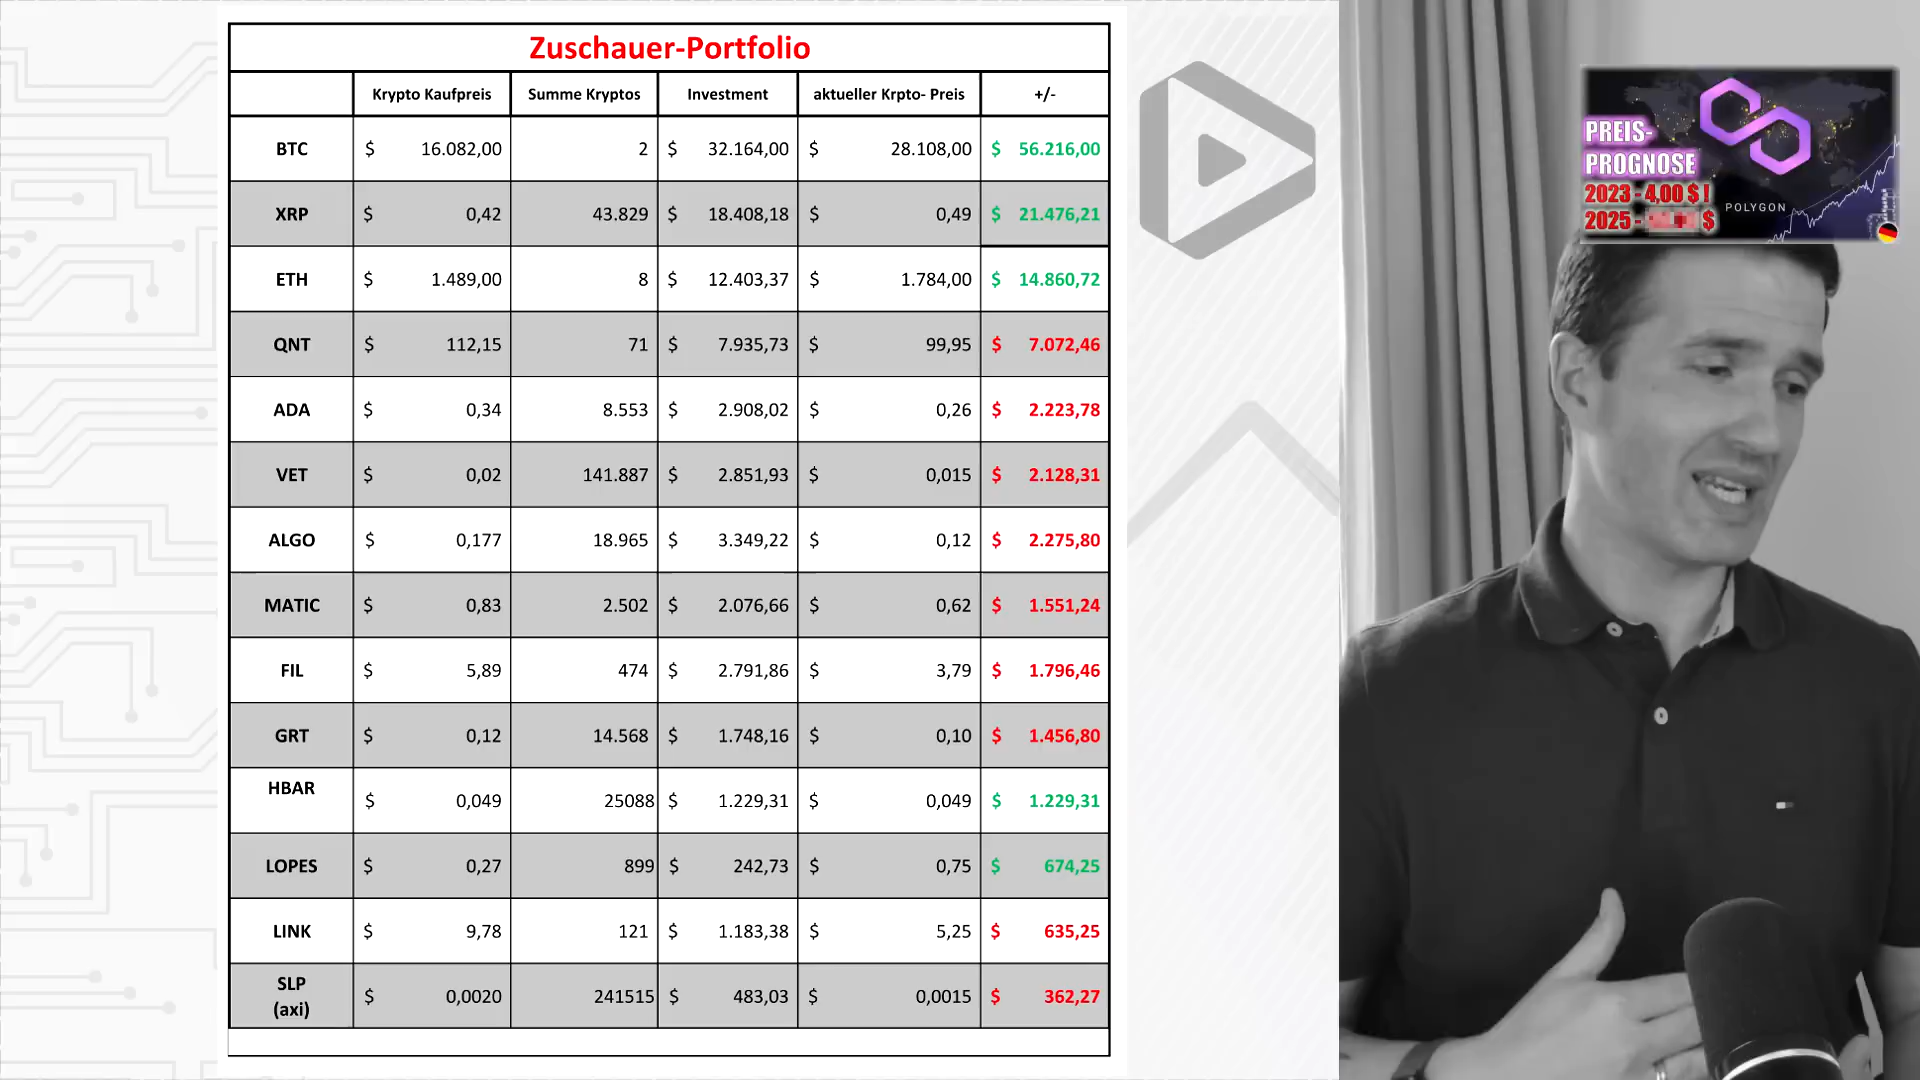 Zuschauer-Portfolio
Krypto Kaufpreis Summe Kryptos Investment aktueller Krpto- Preis +/-
BTC $ 16.082,00 2 $ 32.164,00 $ 28.108,00 $ 56.216,00
XRP $ 0,42 43.829 $ 18.408,18 $ 0,49 $ 21.476,21
ETH $ 1.489,00 8 $ 12.403,37 $ 1.784,00 $ 14.860,72
QNT $ 112,15 71 $ 7.935,73 $ 99,95 $ 7.072,46
ADA $ 0,34 8.553 $ 2.908,02 $ 0,26 $ 2.223,78
VET $ 0,02 141.887 $ 2.851,93 $ 0,015 $ 2.128,31
ALGO $ 0,177 18.965 $ 3.349,22 $ 0,12 $ 2.275,80
MATIC $ 0,83 2.502 $ 2.076,66 $ 0,62 $ 1.551,24
FIL $ 5,89 474 $ 2.791,86 $ 3,79 $ 1.796,46
GRT $ 0,12 14.568 $ 1.748,16 $ 0,10 $ 1.456,80
HBAR $ 0,049 25088 $ 1.229,31 $ 0,049 $ 1.229,31
LOPES $ 0,27 899 $ 242,73 $ 0,75 $ 674,25
LINK $ 9,78 121 $ 1.183,38 $ 5,25 $ 635,25
SLP
(axi) $ 0,0020 241515 $ 483,03 $ 0,0015 $ 362,27
PREIS-
PROGNOSE
2023 - 4,00 $ !
2025 - $
POLYGON